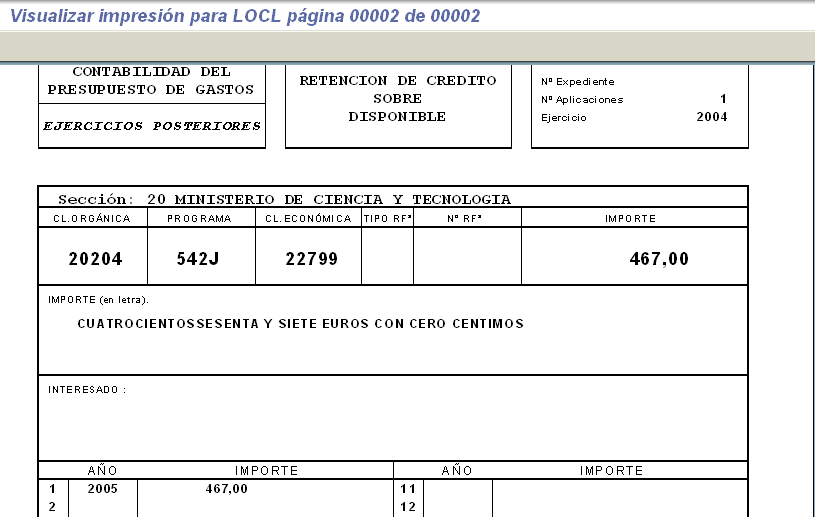 Visualizar impresión para LOCL página 00002 de 00002
CONTABILIDAD DEL
PRESUPUESTO DE GASTOS
EJERCICIOS POSTERIORES
RETENCION DE CREDITO
SOBRE
DISPONIBLE
Nº Expediente
Nº Aplicaciones 1
Ejercicio 2004
Sección: 20 MINISTERIO DE CIENCIA Y TECNOLOGIA
CL.ORGÁNICA PROGRAMA CL.ECONÓMICA TIPO RFª Nº RFª IMPORTE
20204 542J 22799 467,00
IMPORTE (en letra).
CUATROCIENTOSSESENTA Y SIETE EUROS CON CERO CENTIMOS
INTERESADO :
AÑO IMPORTE AÑO IMPORTE
1 2005 467,00 11
2 12